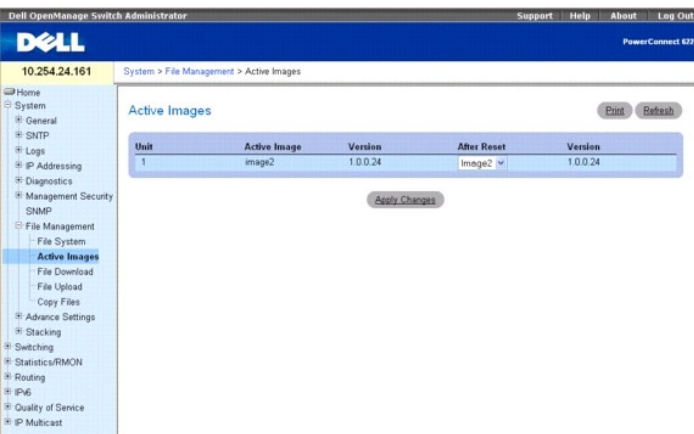 Dell OpenManage Switch Administrator
Support Help About Log Out
DELL
PowerConnect 622
10.254.24.161
System > File Management > Active Images
Home
System
General
SNTP
Logs
IP Addressing
Diagnostics
Management Security
SNMP
File Management
File System
Active Images
File Download
File Upload
Copy Files
Advance Settings
Stacking
Switching
Statistics/RMON
Routing
IPv6
Quality of Service
IP Multicast
Active Images
Print Refresh
Unit Active Image Version After Reset Version
1 image2 1.0.0.24 Image2 1.0.0.24
Apply Changes